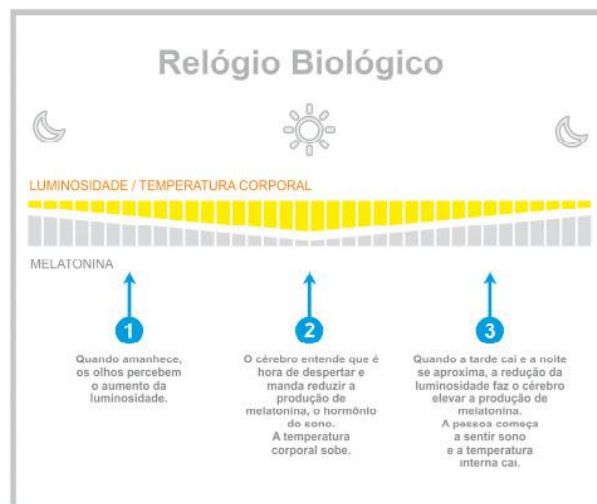 Relógio Biológico
LUMINOSIDADE / TEMPERATURA CORPORAL
MELATONINA
1
Quando amanhece,
os olhos percebem
o aumento da
luminosidade.
2
O cérebro entende que é
hora de despertar e
manda reduzir a
produção de
melatonina, o hormônio
do sono.
A temperatura
corporal sobe.
3
Quando a tarde cai e a noite
se aproxima, a redução da
luminosidade faz o cérebro
elevar a produção de
melatonina.
A pessoa começa
a sentir sono
e a temperatura
interna cai.